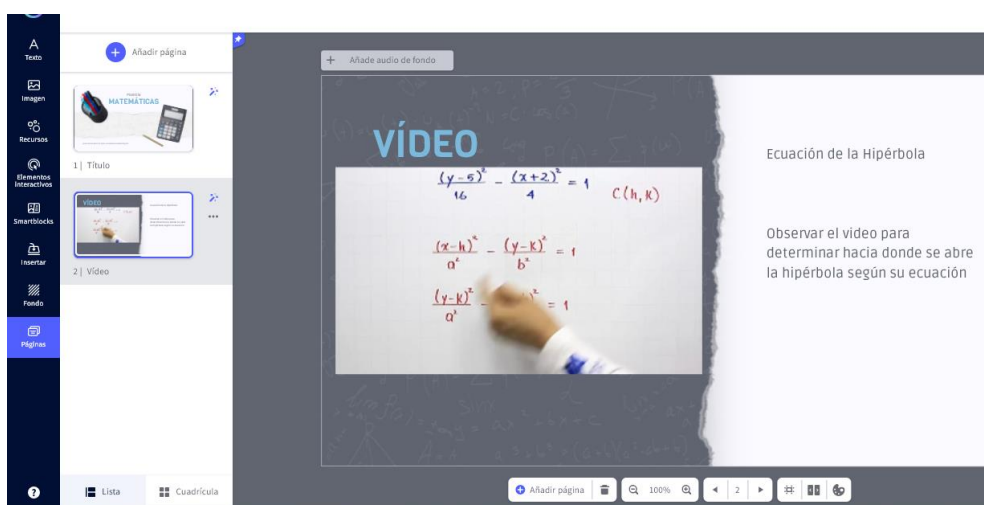 Texto
Imagen
Recursos
Elementos
Interactivos
Smartblocks
Insertar
Fondo
Páginas
?
+ Añadir página
MATEMÁTICAS
1 | Título
VÍDEO
2 | Vídeo
Lista
Cuadrícula
+ Añade audio de fondo
VÍDEO
(y-5)²/16 - (x+2)²/4 = 1
C(h,K)
(x-h)²/a² - (y-K)²/b² = 1
(y-K)²/a² - )²= 1
Ecuación de la Hipérbola
Observar el video para
determinar hacia donde se abre
la hipérbola según su ecuación
+ Añadir página
100%
2